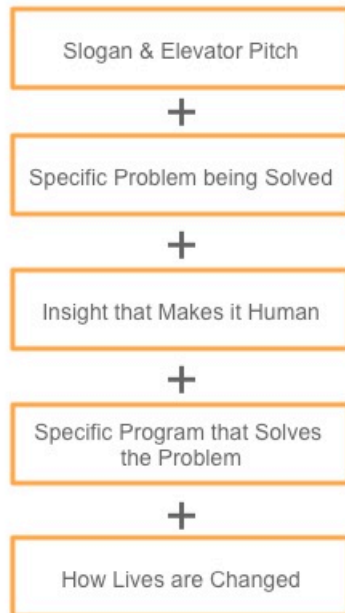 Slogan & Elevator Pitch
+
Specific Problem being Solved
+
Insight that Makes it Human
+
Specific Program that Solves
the Problem
+
How Lives are Changed